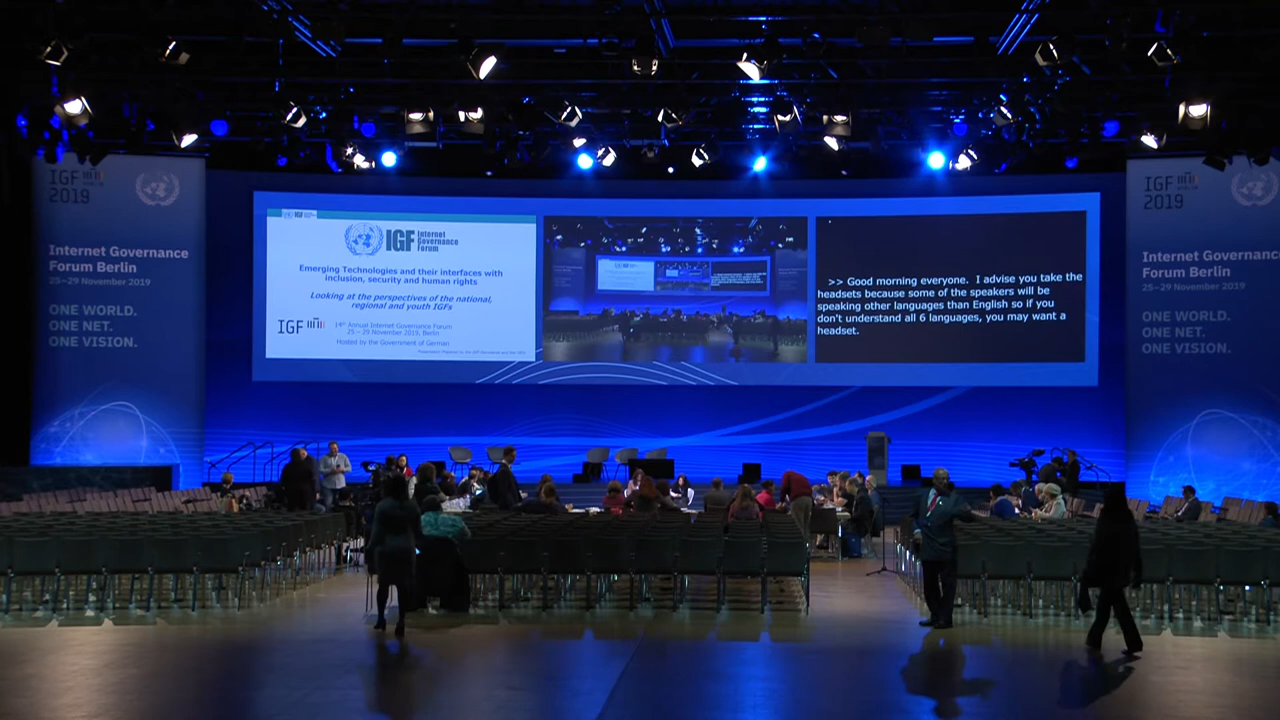 IGF
2019
Internet Governance
Forum Berlin
25–29 November 2019
ONE WORLD.
ONE NET.
ONE VISION.
IGF
IGF Internet
Governance
Forum
Emerging Technologies and their interfaces with
inclusion, security and human rights
Looking at the perspectives of the national,
regional and youth IGFs
IGF
14th Annual Internet Governance Forum
25 – 29 November 2019, Berlin
Hosted by the Government of German
>> Good morning everyone. I advise you take the
headsets because some of the speakers will be
speaking other languages than English so if you
don't understand all 6 languages, you may want a
headset.
IGF
2019
Internet Governance
Forum Berlin
25–29 November 2019
ONE WORLD.
ONE NET.
ONE VISION.